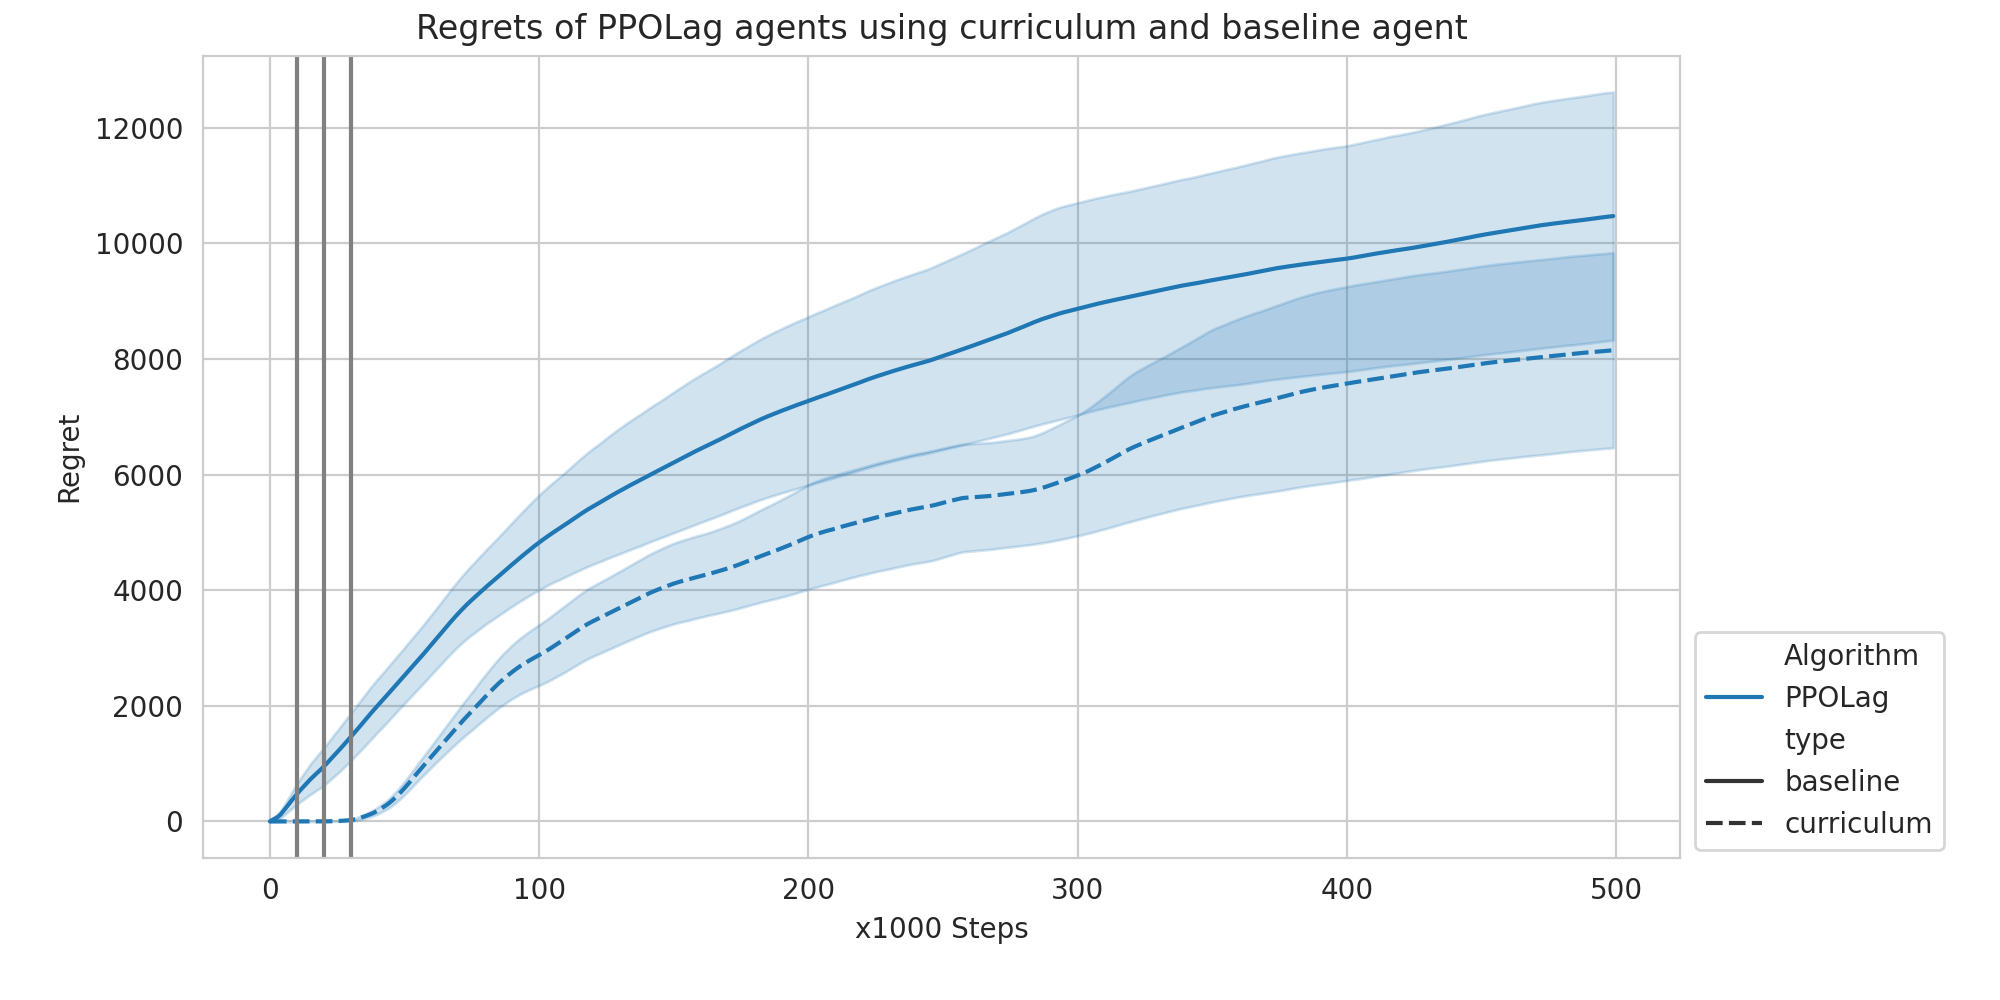 Regrets of PPOLag agents using curriculum and baseline agent
12000
10000
8000
6000
4000
2000
0
Regret
0 100 200 300 400 500
x1000 Steps
Algorithm
PPOLag
type
baseline
curriculum